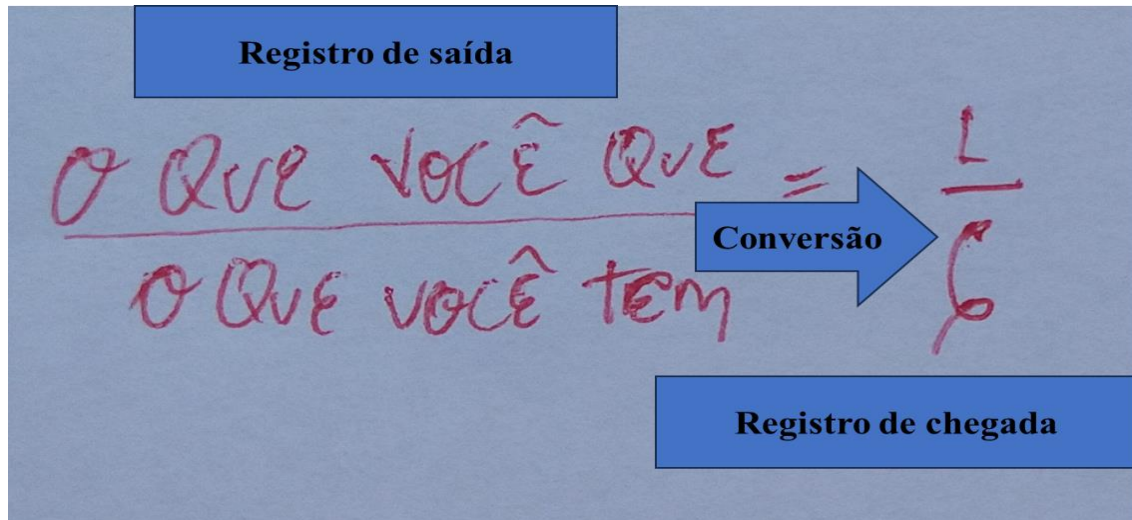 Registro de saída
O QUE VOCÊ QUE = 1
Conversão
O QUE VOCÊ TEM 6
Registro de chegada